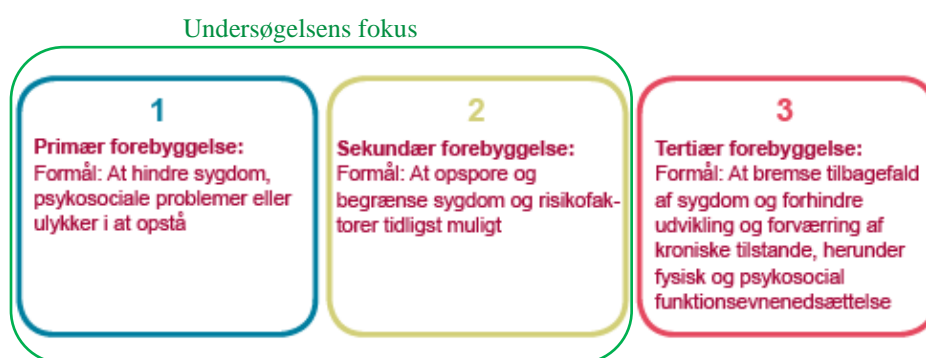 Undersøgelsens fokus
1
Primær forebyggelse:
Formål: At hindre sygdom,
psykosociale problemer eller
ulykker i at opstå
2
Sekundær forebyggelse:
Formål: At opspore og
begrænse sygdom og risikofak-
torer tidligst muligt
3
Tertiær forebyggelse:
Formål: At bremse tilbagefald
af sygdom og forhindre
udvikling og forværring af
kroniske tilstande, herunder
fysisk og psykosocial
funktionsevnenedsættelse